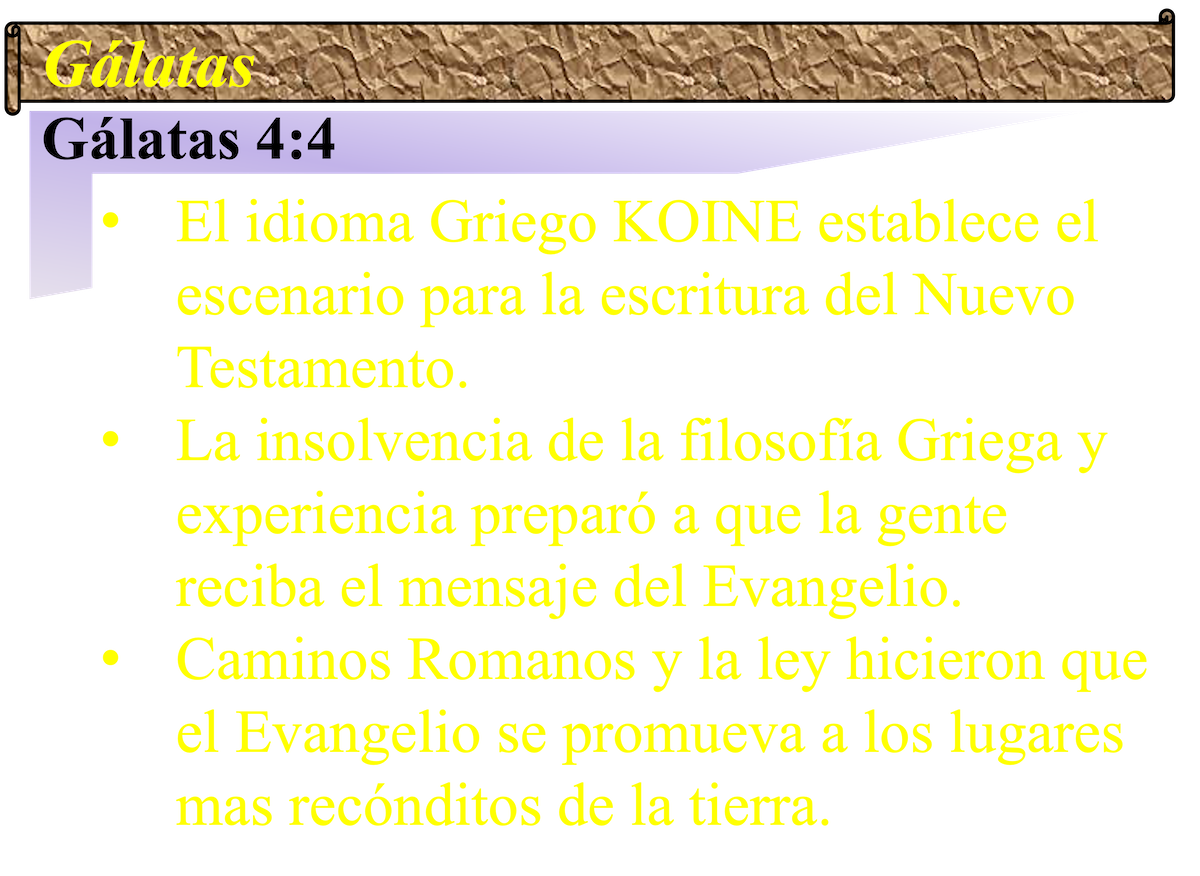 Gálatas
Gálatas 4:4
• El idioma Griego KOINE establece el
escenario para la escritura del Nuevo
Testamento.
• La insolvencia de la filosofía Griega y
experiencia preparó a que la gente
reciba el mensaje del Evangelio.
• Caminos Romanos y la ley hicieron que
el Evangelio se promueva a los lugares
mas recónditos de la tierra.